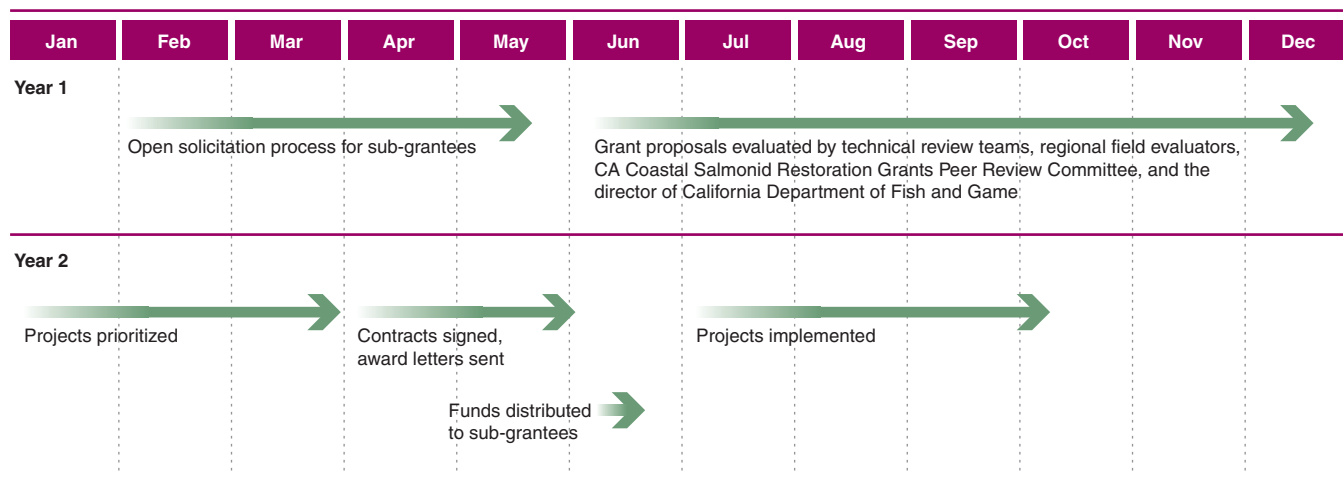 Jan Feb Mar Apr May Jun Jul Aug Sep Oct Nov Dec
Year 1
Open solicitation process for sub-grantees
Grant proposals evaluated by technical review teams, regional field evaluators,
CA Coastal Salmonid Restoration Grants Peer Review Committee, and the
director of California Department of Fish and Game
Year 2
Projects prioritized
Contracts signed,
award letters sent
Projects implemented
Funds distributed
to sub-grantees